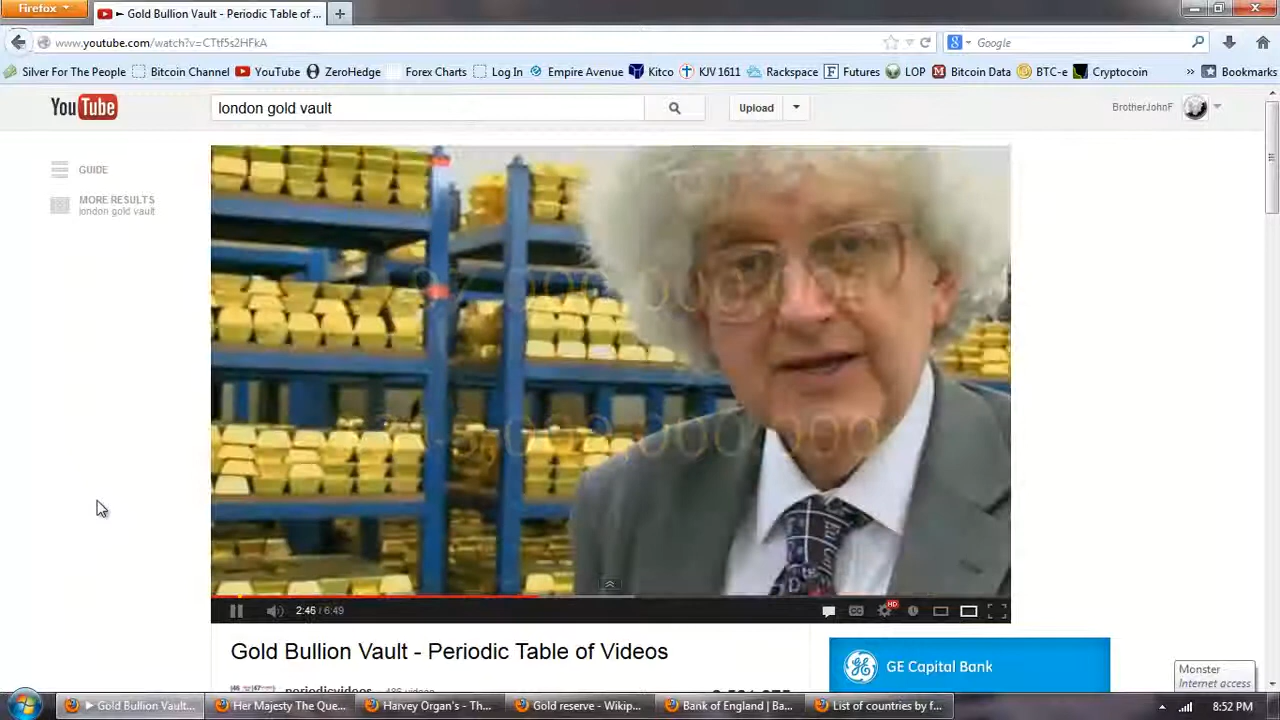 Firefox
► Gold Bullion Vault - Periodic Table of ...
www.youtube.com/watch?v=CTtf5s2HFkA
Google
Silver For The People Bitcoin Channel YouTube ZeroHedge Forex Charts Log In Empire Avenue Kitco KJV 1611 Rackspace Futures LOP Bitcoin Data BTC-e Cryptocoin » Bookmarks
YouTube
london gold vault
Upload
BrotherJohnF
GUIDE
MORE RESULTS
london gold vault
2:46 / 6:49
CC
HD
Gold Bullion Vault - Periodic Table of Videos
GE Capital Bank
periodicvideos
Monster
Internet access
► Gold Bullion Vault... Her Majesty The Que... Harvey Organ's - Th... Gold reserve - Wikip... Bank of England | Ba... List of countries by f...
8:52 PM